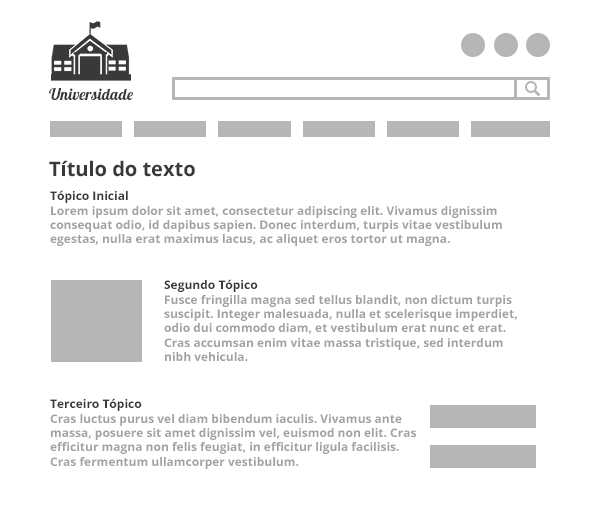 Universidade
Título do texto
Tópico Inicial
Lorem ipsum dolor sit amet, consectetur adipiscing elit. Vivamus dignissim
consequat odio, id dapibus sapien. Donec interdum, turpis vitae vestibulum
egestas, nulla erat maximus lacus, ac aliquet eros tortor ut magna.
Segundo Tópico
Fusce fringilla magna sed tellus blandit, non dictum turpis
suscipit. Integer malesuada, nulla et scelerisque imperdiet,
odio dui commodo diam, et vestibulum erat nunc et erat.
Cras accumsan enim vitae massa tristique, sed interdum
nibh vehicula.
Terceiro Tópico
Cras luctus purus vel diam bibendum iaculis. Vivamus ante
massa, posuere sit amet dignissim vel, euismod non elit. Cras
efficitur magna non felis feugiat, in efficitur ligula facilisis.
Cras fermentum ullamcorper vestibulum.